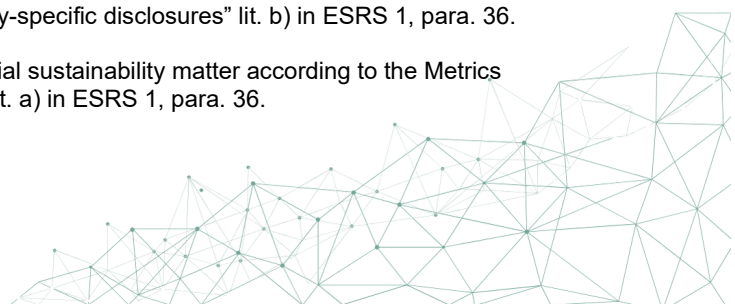 y-specific disclosures” lit. b) in ESRS 1, para. 36.
ial sustainability matter according to the Metrics
t. a) in ESRS 1, para. 36.